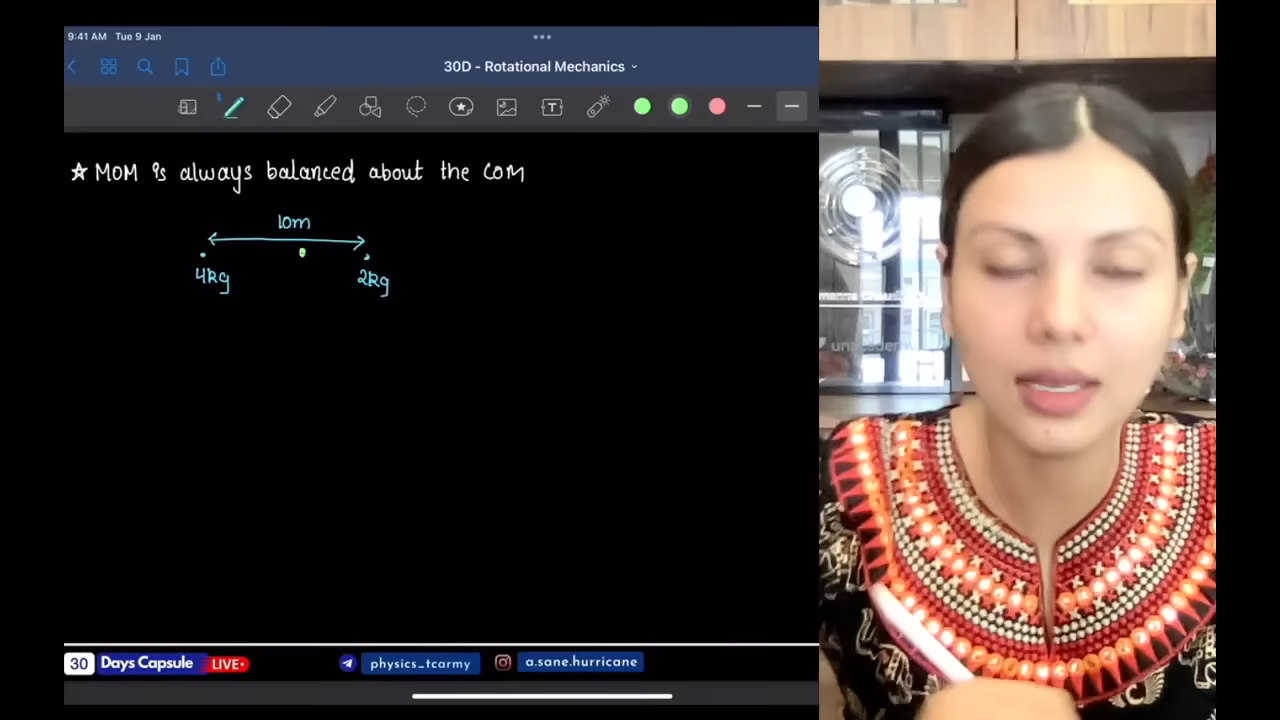 9:41 AM Tue 9 Jan
30D - Rotational Mechanics
T
☆ MOM is always balanced about the COM
10m
4kg
2kg
30 Days Capsule LIVE
physics_tcarmy
a.sane.hurricane